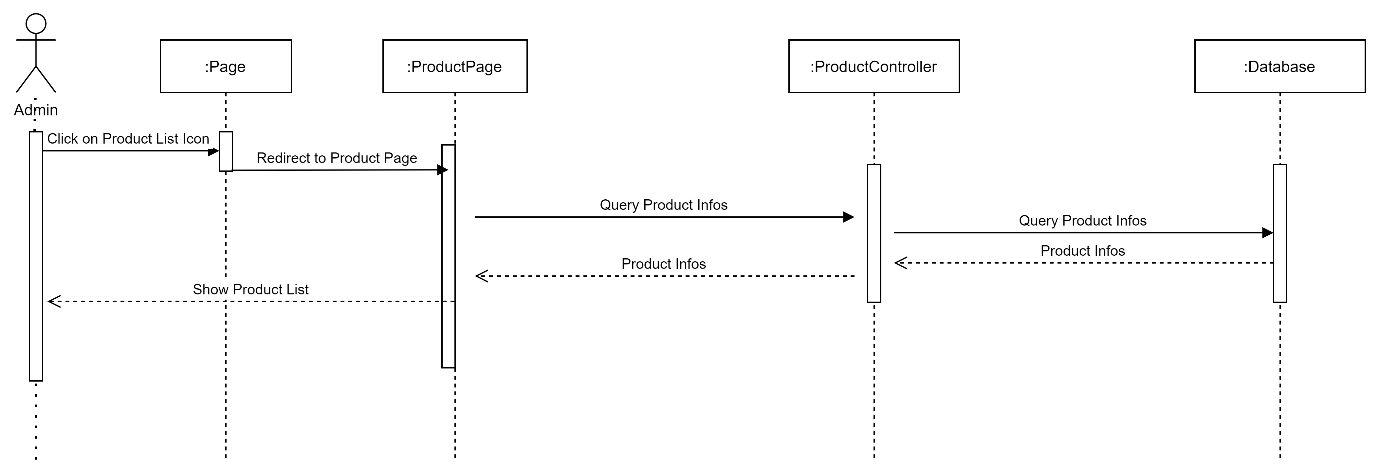 :Page
:ProductPage
:ProductController
:Database
Admin
Click on Product List Icon
Redirect to Product Page
Query Product Infos
Query Product Infos
Product Infos
Product Infos
Show Product List